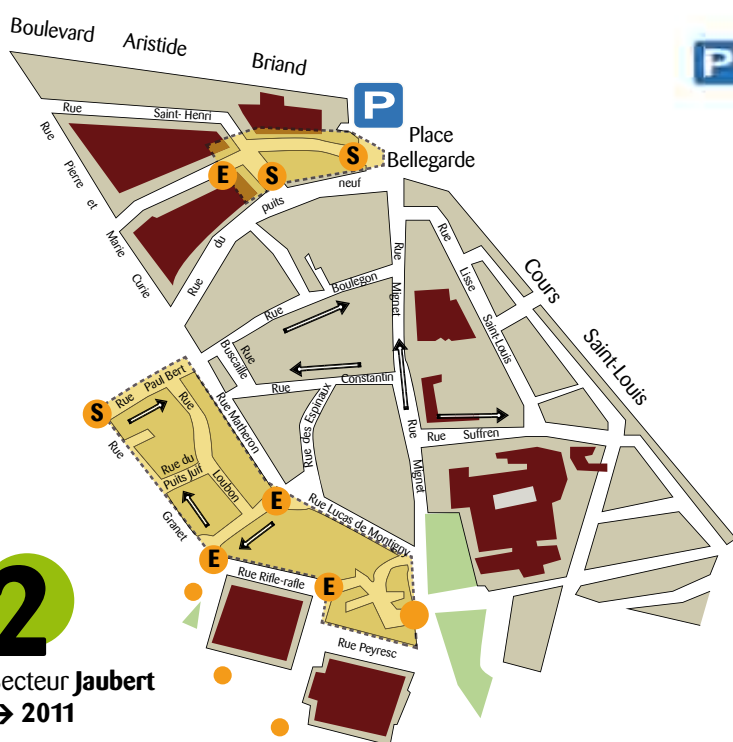 Boulevard Aristide Briand
P
P
Rue Saint-Henri
Place
Bellegarde
Rue Pierre et Marie Curie
E
S
S
Rue du puits neuf
Rue Boulegon
Rue Mignet
Rue Lisse Saint-Louis
Cours Saint-Louis
Rue Buscaille
Rue Constantin
Rue Paul Bert
S
Rue Matheron
Rue des Espinaux
Rue Mignet
Rue Suffren
Rue Loubon
Rue du
Puits Juif
Rue Granet
E
Rue Lucas de Montigny
E
Rue Rifle-rafle
E
Rue Peyresc
2
ecteur Jaubert
→ 2011